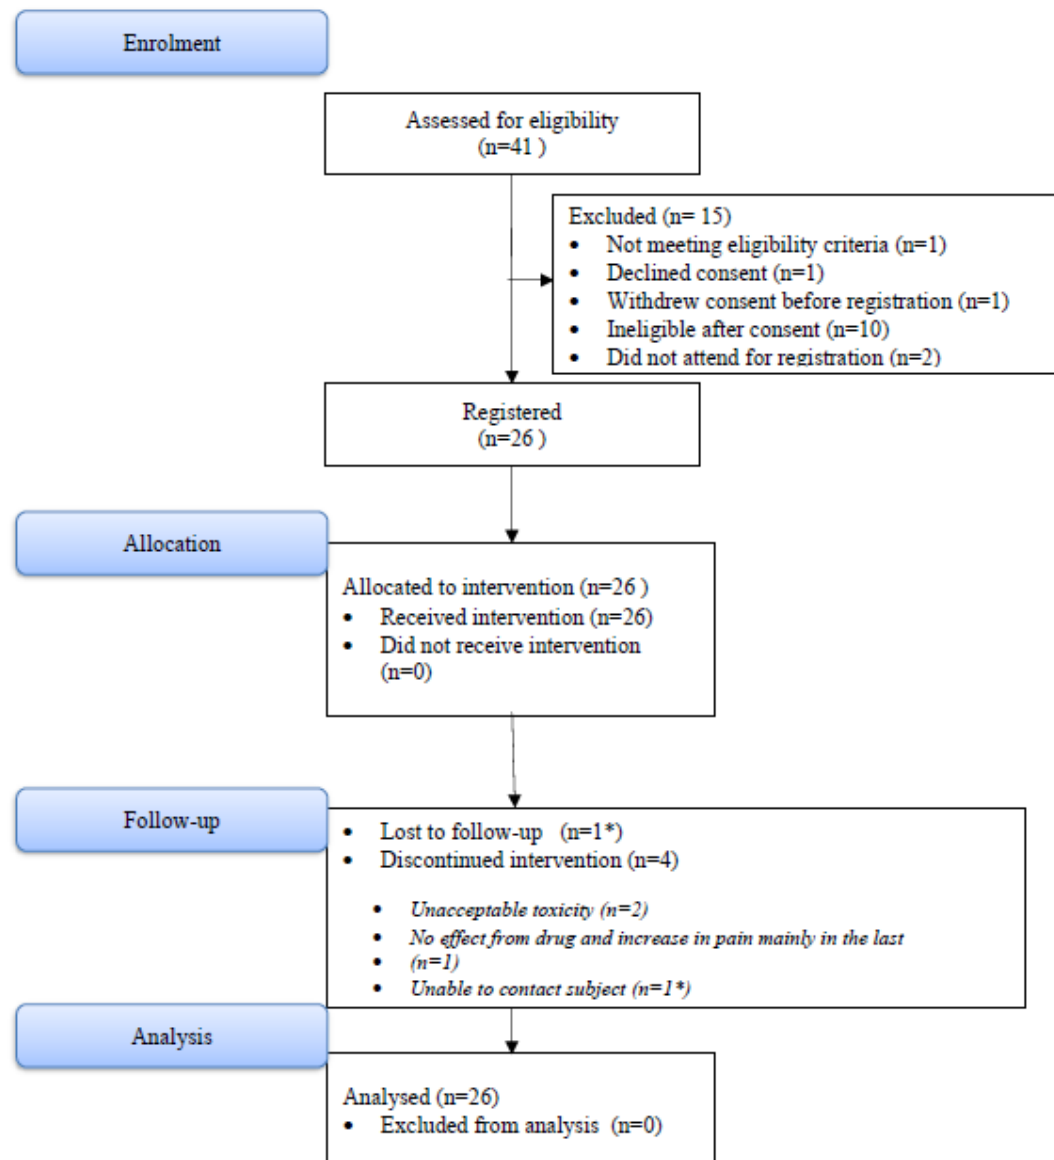 Enrolment
Assessed for eligibility
(n=41 )
Excluded (n= 15)
• Not meeting eligibility criteria (n=1)
• Declined consent (n=1)
• Withdrew consent before registration (n=1)
• Ineligible after consent (n=10)
• Did not attend for registration (n=2)
Registered
(n=26 )
Allocation
Allocated to intervention (n=26 )
• Received intervention (n=26)
• Did not receive intervention
(n=0)
Follow-up
• Lost to follow-up (n=1*)
• Discontinued intervention (n=4)
• Unacceptable toxicity (n=2)
• No effect from drug and increase in pain mainly in the last
• (n=1)
• Unable to contact subject (n=1*)
Analysis
Analysed (n=26)
• Excluded from analysis (n=0)